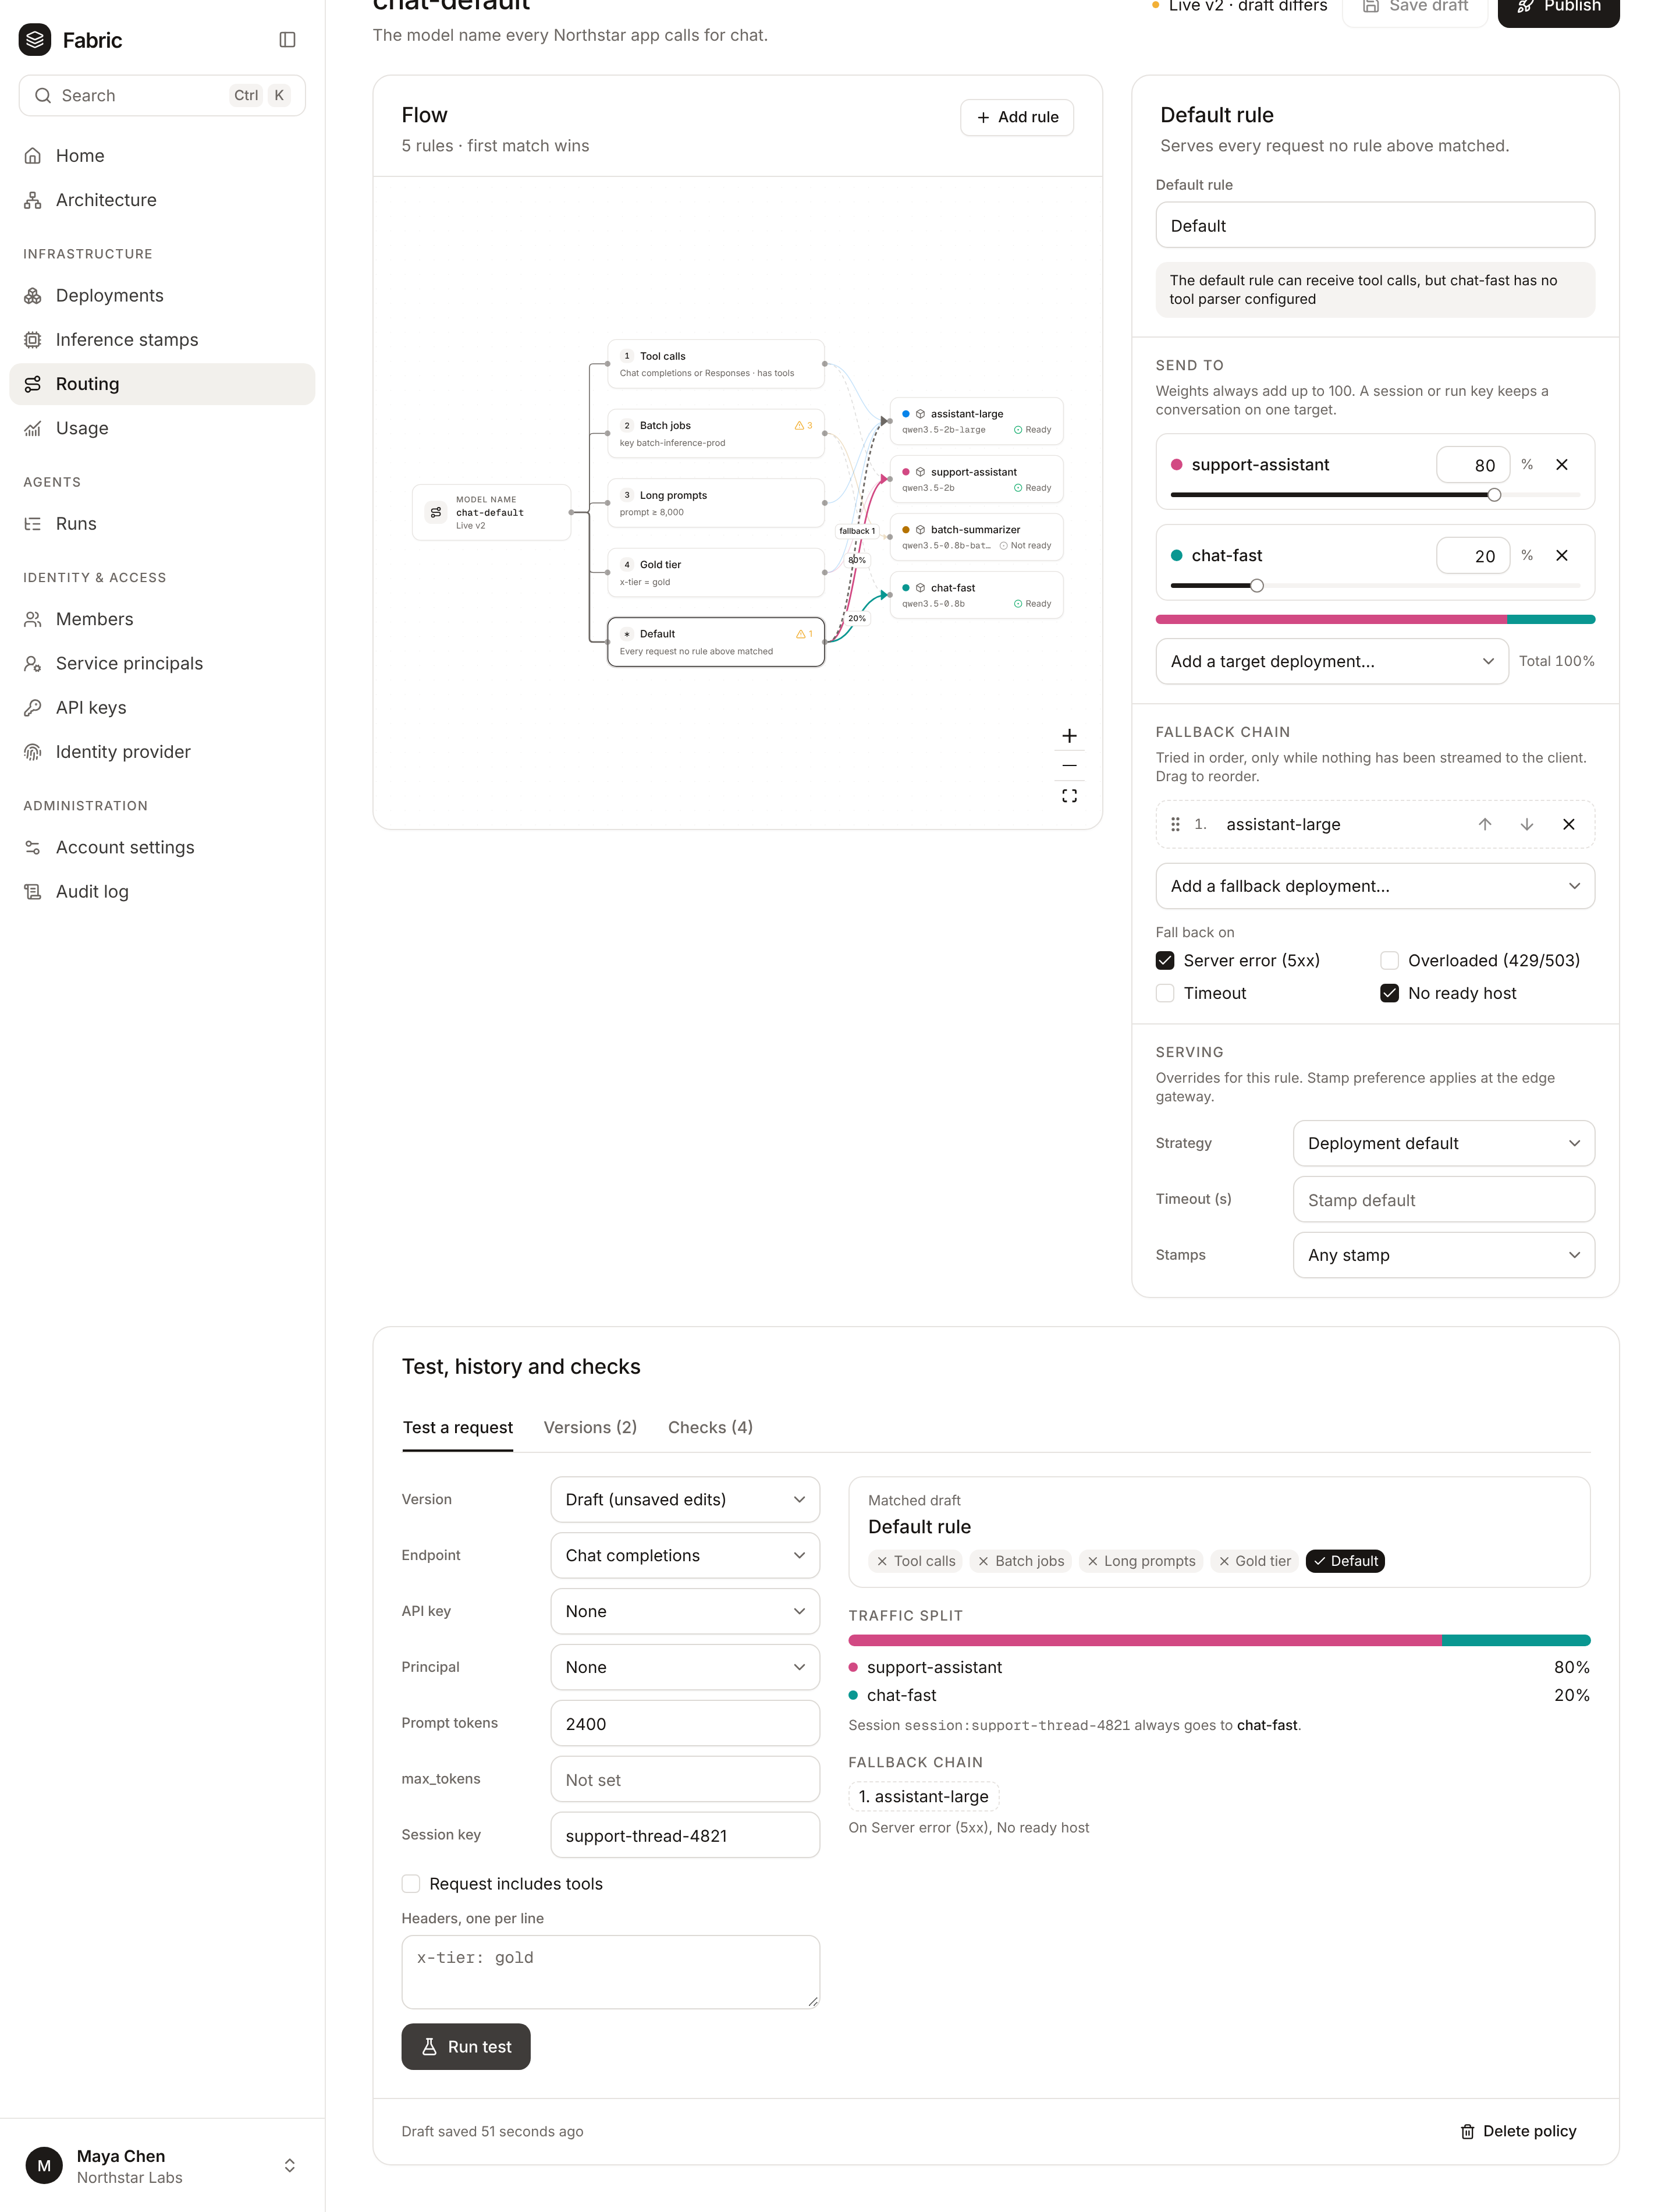 Fabric
Search
Ctrl K
Home
Architecture
INFRASTRUCTURE
Deployments
Inference stamps
Routing
Usage
AGENTS
Runs
IDENTITY & ACCESS
Members
Service principals
API keys
Identity provider
ADMINISTRATION
Account settings
Audit log
M
Maya Chen
Northstar Labs
chat-default
The model name every Northstar app calls for chat.
Live v2 · draft differs
Save draft
Publish
Flow
5 rules · first match wins
Add rule
MODEL NAME
chat-default
Live v2
1 Tool calls
Chat completions or Responses · has tools
2 Batch jobs
3
key batch-inference-prod
3 Long prompts
prompt ≥ 8,000
4 Gold tier
x-tier = gold
* Default
1
Every request no rule above matched
fallback 1
80%
20%
assistant-large
qwen3.5-2b-large Ready
support-assistant
qwen3.5-2b Ready
batch-summarizer
qwen3.5-0.8b-bat… Not ready
chat-fast
qwen3.5-0.8b Ready
Default rule
Serves every request no rule above matched.
Default rule
Default
The default rule can receive tool calls, but chat-fast has no
tool parser configured
SEND TO
Weights always add up to 100. A session or run key keeps a
conversation on one target.
support-assistant 80 %
chat-fast 20 %
Add a target deployment...
Total 100%
FALLBACK CHAIN
Tried in order, only while nothing has been streamed to the client.
Drag to reorder.
1. assistant-large
Add a fallback deployment...
Fall back on
Server error (5xx)
Overloaded (429/503)
Timeout
No ready host
SERVING
Overrides for this rule. Stamp preference applies at the edge
gateway.
Strategy Deployment default
Timeout (s) Stamp default
Stamps Any stamp
Test, history and checks
Test a request
Versions (2)
Checks (4)
Version Draft (unsaved edits)
Endpoint Chat completions
API key None
Principal None
Prompt tokens 2400
max_tokens Not set
Session key support-thread-4821
Request includes tools
Headers, one per line
x-tier: gold
Run test
Matched draft
Default rule
Tool calls
Batch jobs
Long prompts
Gold tier
Default
TRAFFIC SPLIT
support-assistant 80%
chat-fast 20%
Session session:support-thread-4821 always goes to chat-fast.
FALLBACK CHAIN
1. assistant-large
On Server error (5xx), No ready host
Draft saved 51 seconds ago
Delete policy